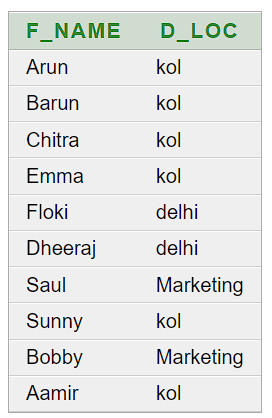 F_NAME D_LOC
Arun kol
Barun kol
Chitra kol
Emma kol
Floki delhi
Dheeraj delhi
Saul Marketing
Sunny kol
Bobby Marketing
Aamir kol